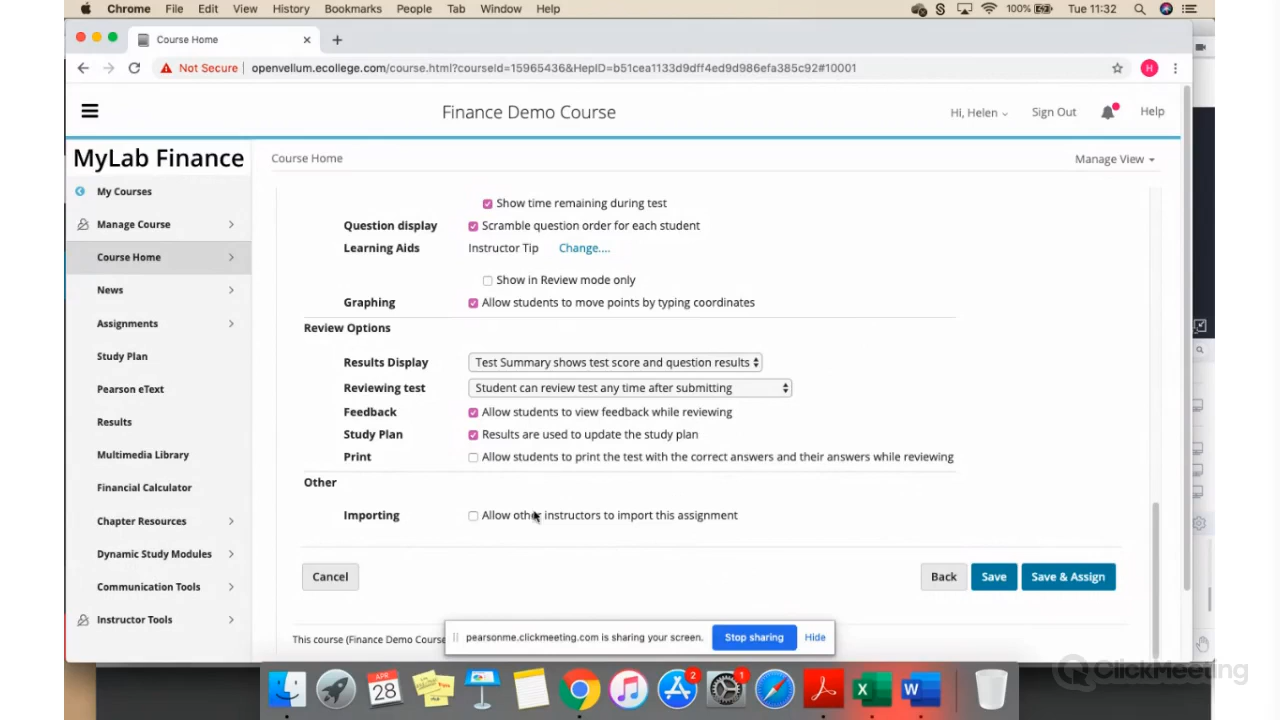 Chrome File Edit View History Bookmarks People Tab Window Help 100% Tue 11:32
Course Home
Not Secure openvellum.ecollege.com/course.html?courseId=15965436&HepID=b51cea1133d9dff4ed9d986efa385c92#10001 H
Finance Demo Course Hi, Helen Sign Out Help
MyLab Finance Course Home Manage View
My Courses
Manage Course
Course Home
News
Assignments
Study Plan
Pearson eText
Results
Multimedia Library
Financial Calculator
Chapter Resources
Dynamic Study Modules
Communication Tools
Instructor Tools
Show time remaining during test
Question display Scramble question order for each student
Learning Aids Instructor Tip Change....
Show in Review mode only
Graphing Allow students to move points by typing coordinates
Review Options
Results Display Test Summary shows test score and question results
Reviewing test Student can review test any time after submitting
Feedback Allow students to view feedback while reviewing
Study Plan Results are used to update the study plan
Print Allow students to print the test with the correct answers and their answers while reviewing
Other
Importing Allow other instructors to import this assignment
Cancel Back Save Save & Assign
This course (Finance Demo Course
pearsonme.clickmeeting.com is sharing your screen. Stop sharing Hide
ClickMeeting
APR
28
2
1
X
W